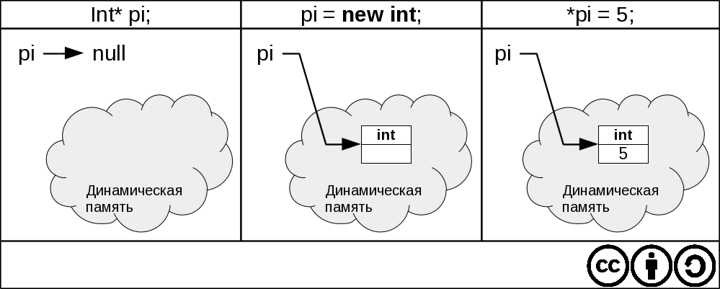 Int* pi;
pi = new int;
*pi = 5;
pi
null
Динамическая
память
pi
int
Динамическая
память
pi
int
5
Динамическая
память
cc